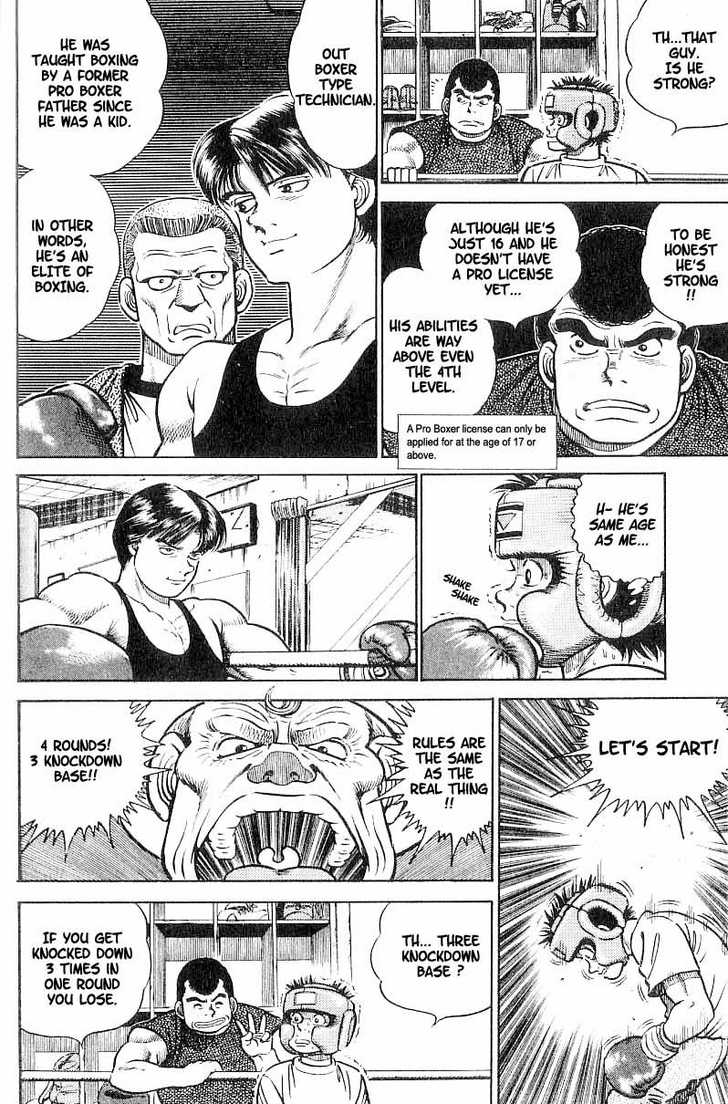 TH...THAT
GUY.
IS HE
STRONG?
OUT
BOXER
TYPE
TECHNICIAN.
HE WAS
TAUGHT BOXING
BY A FORMER
PRO BOXER
FATHER SINCE
HE WAS A KID.
IN OTHER
WORDS,
HE'S AN
ELITE OF
BOXING.
TO BE
HONEST
HE'S
STRONG
!!
ALTHOUGH HE'S
JUST 16 AND HE
DOESN'T HAVE
A PRO LICENSE
YET...
HIS ABILITIES
ARE WAY
ABOVE EVEN
THE 4TH
LEVEL.
A Pro Boxer license can only be
applied for at the age of 17 or
above.
H- HE'S
SAME AGE
AS ME...
SHAKE
SHAKE
LET'S START!
RULES ARE
THE SAME
AS THE
REAL THING
!!
4 ROUNDS!
3 KNOCKDOWN
BASE!!
TH... THREE
KNOCKDOWN
BASE ?
IF YOU GET
KNOCKED DOWN
3 TIMES IN
ONE ROUND
YOU LOSE.